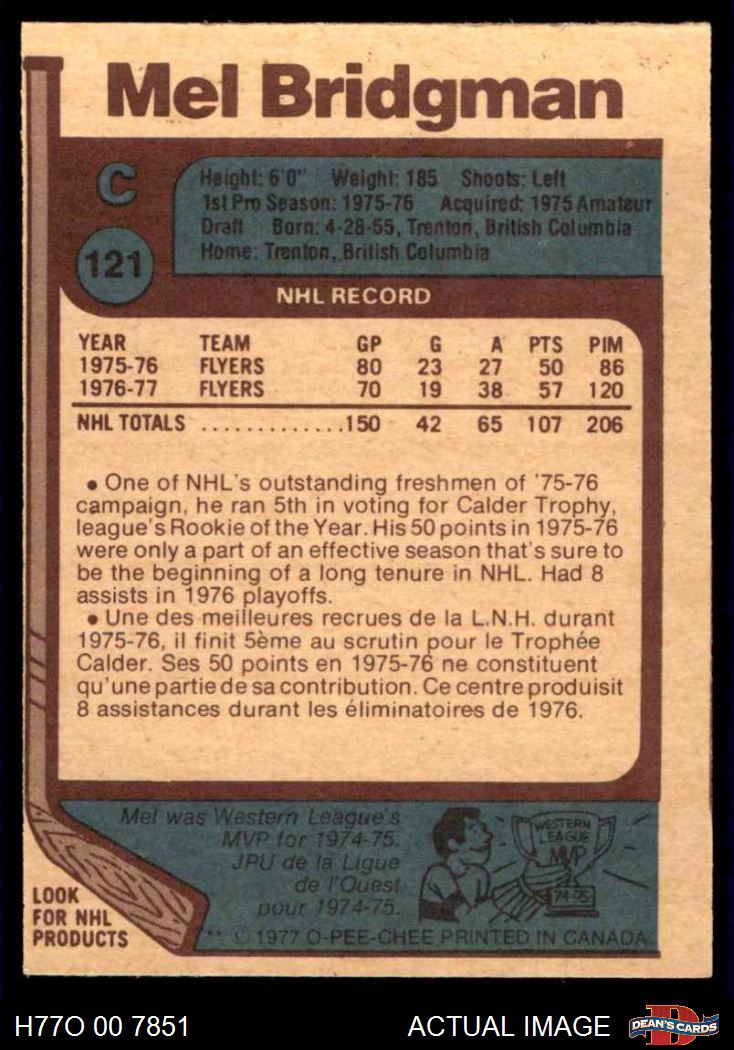 Mel Bridgman
C
121
Height: 6'0" Weight: 185 Shoots: Left
1st Pro Season: 1975-76 Acquired: 1975 Amateur
Draft Born: 4-28-55, Trenton, British Columbia
Home: Trenton, British Columbia
NHL RECORD
YEAR TEAM GP G A PTS PIM
1975-76 FLYERS 80 23 27 50 86
1976-77 FLYERS 70 19 38 57 120
NHL TOTALS .............150 42 65 107 206
• One of NHL's outstanding freshmen of '75-76
campaign, he ran 5th in voting for Calder Trophy,
league's Rookie of the Year. His 50 points in 1975-76
were only a part of an effective season that's sure to
be the beginning of a long tenure in NHL. Had 8
assists in 1976 playoffs.
• Une des meilleures recrues de la L.N.H. durant
1975-76, il finit 5ème au scrutin pour le Trophée
Calder. Ses 50 points en 1975-76 ne constituent
qu'une partie de sa contribution. Ce centre produisit
8 assistances durant les éliminatoires de 1976.
Mel was Western League's
MVP for 1974-75.
JPU de la Ligue
de l'Ouest
pour 1974-75.
WESTERN
LEAGUE
MVP
74-75
LOOK
FOR NHL
PRODUCTS
** © 1977 O-PEE-CHEE PRINTED IN CANADA
H77O 00 7851
ACTUAL IMAGE
D
DEAN'S CARDS